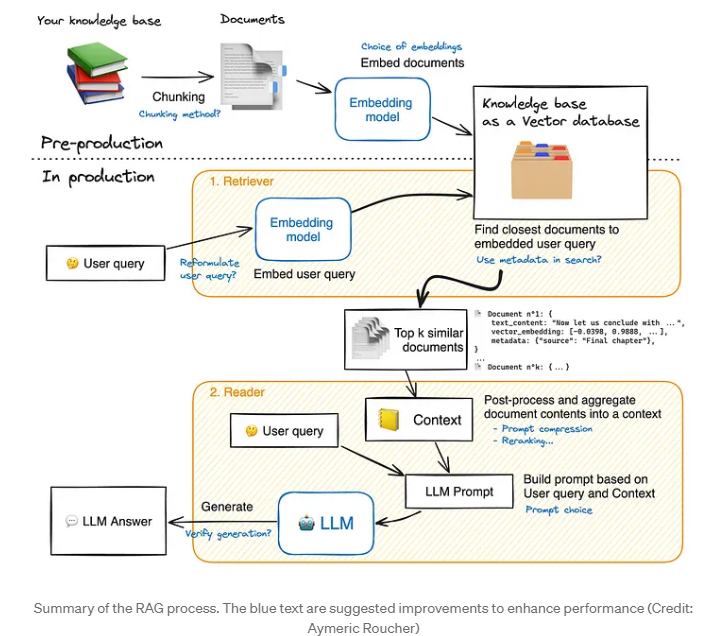 Your knowledge base
Documents
Choice of embeddings
Embed documents
Chunking
Chunking method?
Embedding
model
Knowledge base
as a Vector database
Pre-production
In production
1. Retriever
Embedding
model
🤔 User query
Reformulate
user query?
Embed user query
Find closest documents to
embedded user query
Use metadata in search?
Top k similar
documents
Document n°1: {
text_content: "Now let us conclude with ...",
vector_embedding: [-0.0398, 0.9888, ...],
metadata: {"source": "Final chapter"},
}
...
Document n°k: {...}
2. Reader
Context
Post-process and aggregate
document contents into a context
- Prompt compression
- Reranking...
🤔 User query
LLM Prompt
Build prompt based on
User query and Context
Prompt choice
Generate
Verify generation?
🤖 LLM
💬 LLM Answer
Summary of the RAG process. The blue text are suggested improvements to enhance performance (Credit:
Aymeric Roucher)